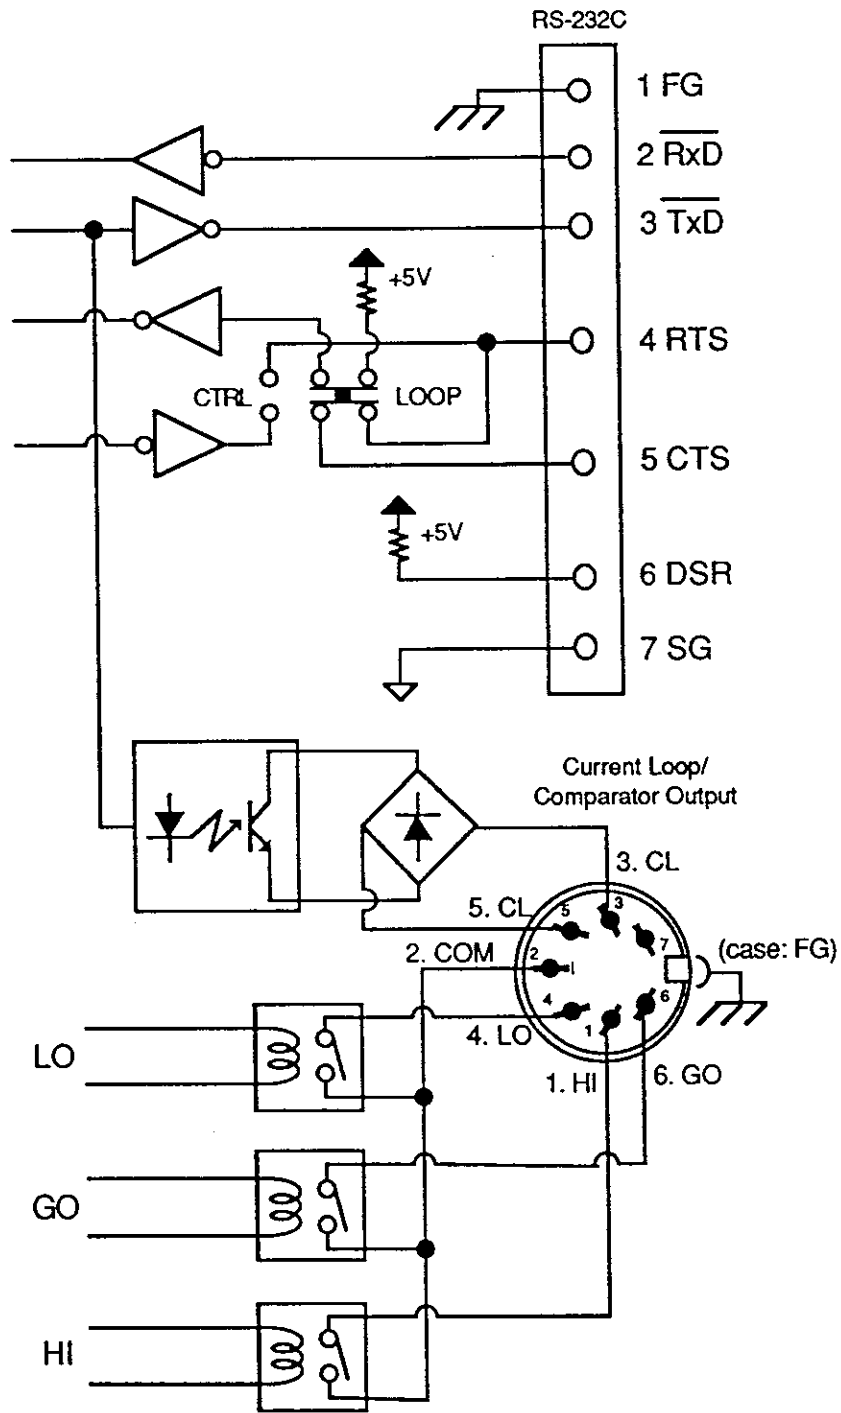 RS-232C
1 FG
2 RxD
3 TxD
+5V
4 RTS
CTRL
LOOP
5 CTS
+5V
6 DSR
7 SG
Current Loop/
Comparator Output
3. CL
5. CL
5
3
7
2. COM
2
(case: FG)
4
6
1
4. LO
LO
1. HI
6. GO
GO
HI